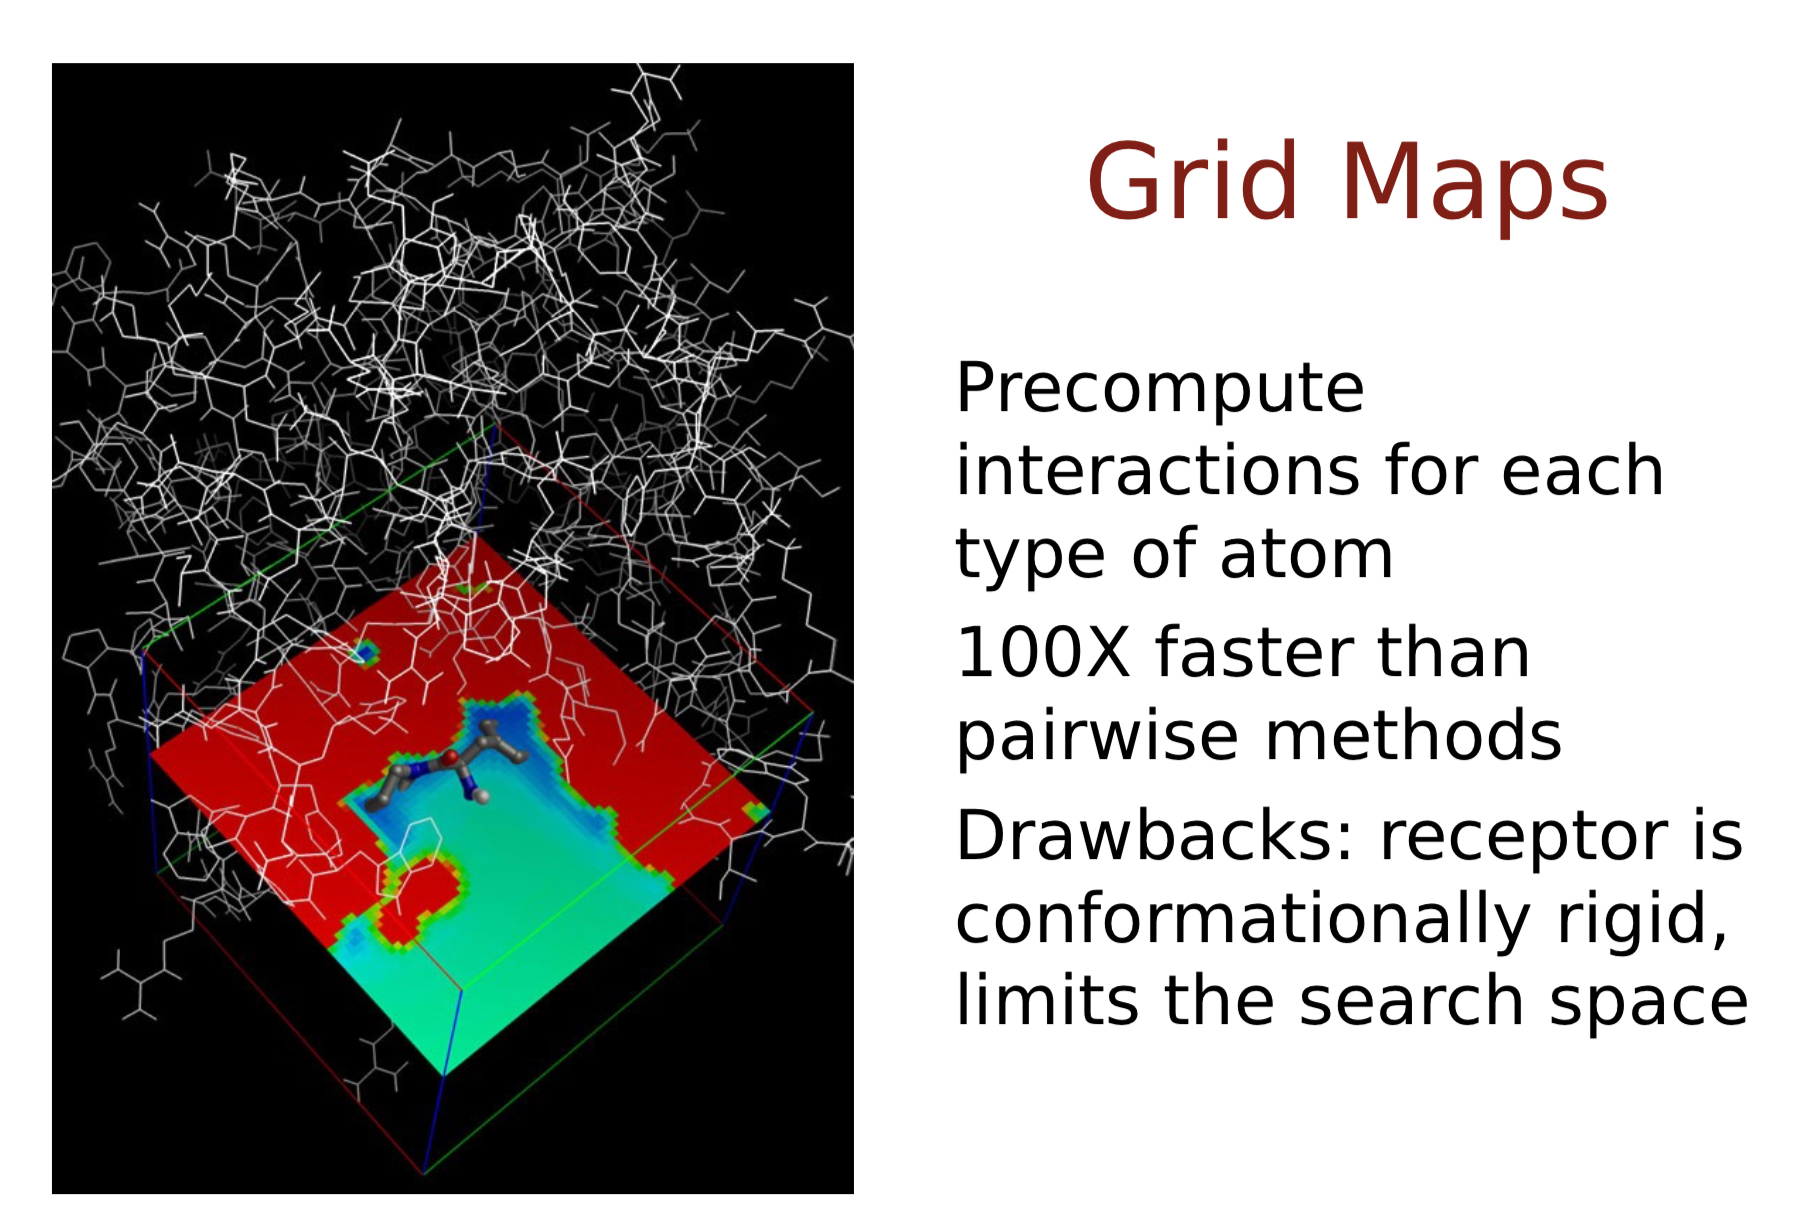 Grid Maps
Precompute
interactions for each
type of atom
100X faster than
pairwise methods
Drawbacks: receptor is
conformationally rigid,
limits the search space